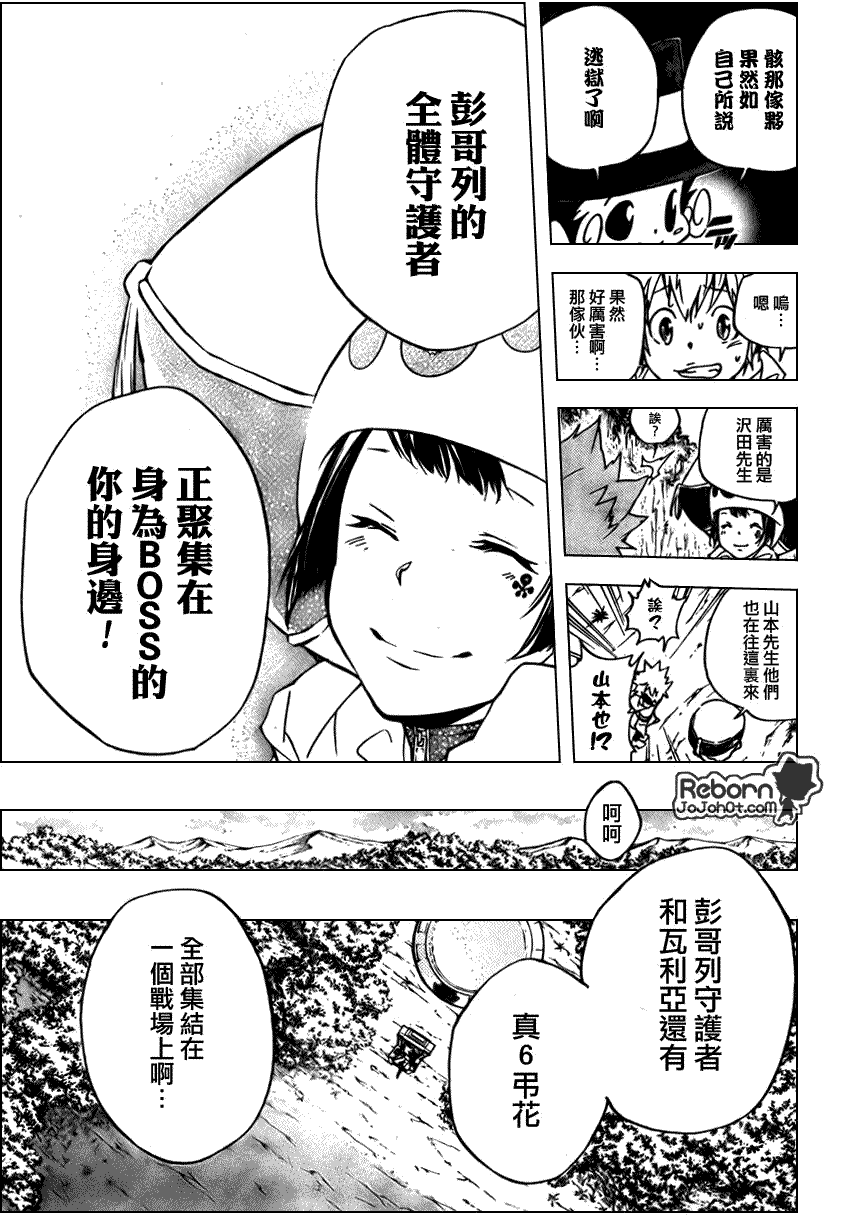 骸那傢夥
果然如
自己所說
逃獄了啊
嗚…
嗯
果然
好厲害啊…
那傢伙…
厲害的是
沢田先生
誒？
山本先生他們
也在往這裏來
誒？
山本也!?
彭哥列的
全體守護者
正聚集在
身為BOSS的
你的身邊！
Reborn
JoJoHot.com
呵呵
彭哥列守護者
和瓦利亞還有
真6弔花
全部集結在
一個戰場上啊…